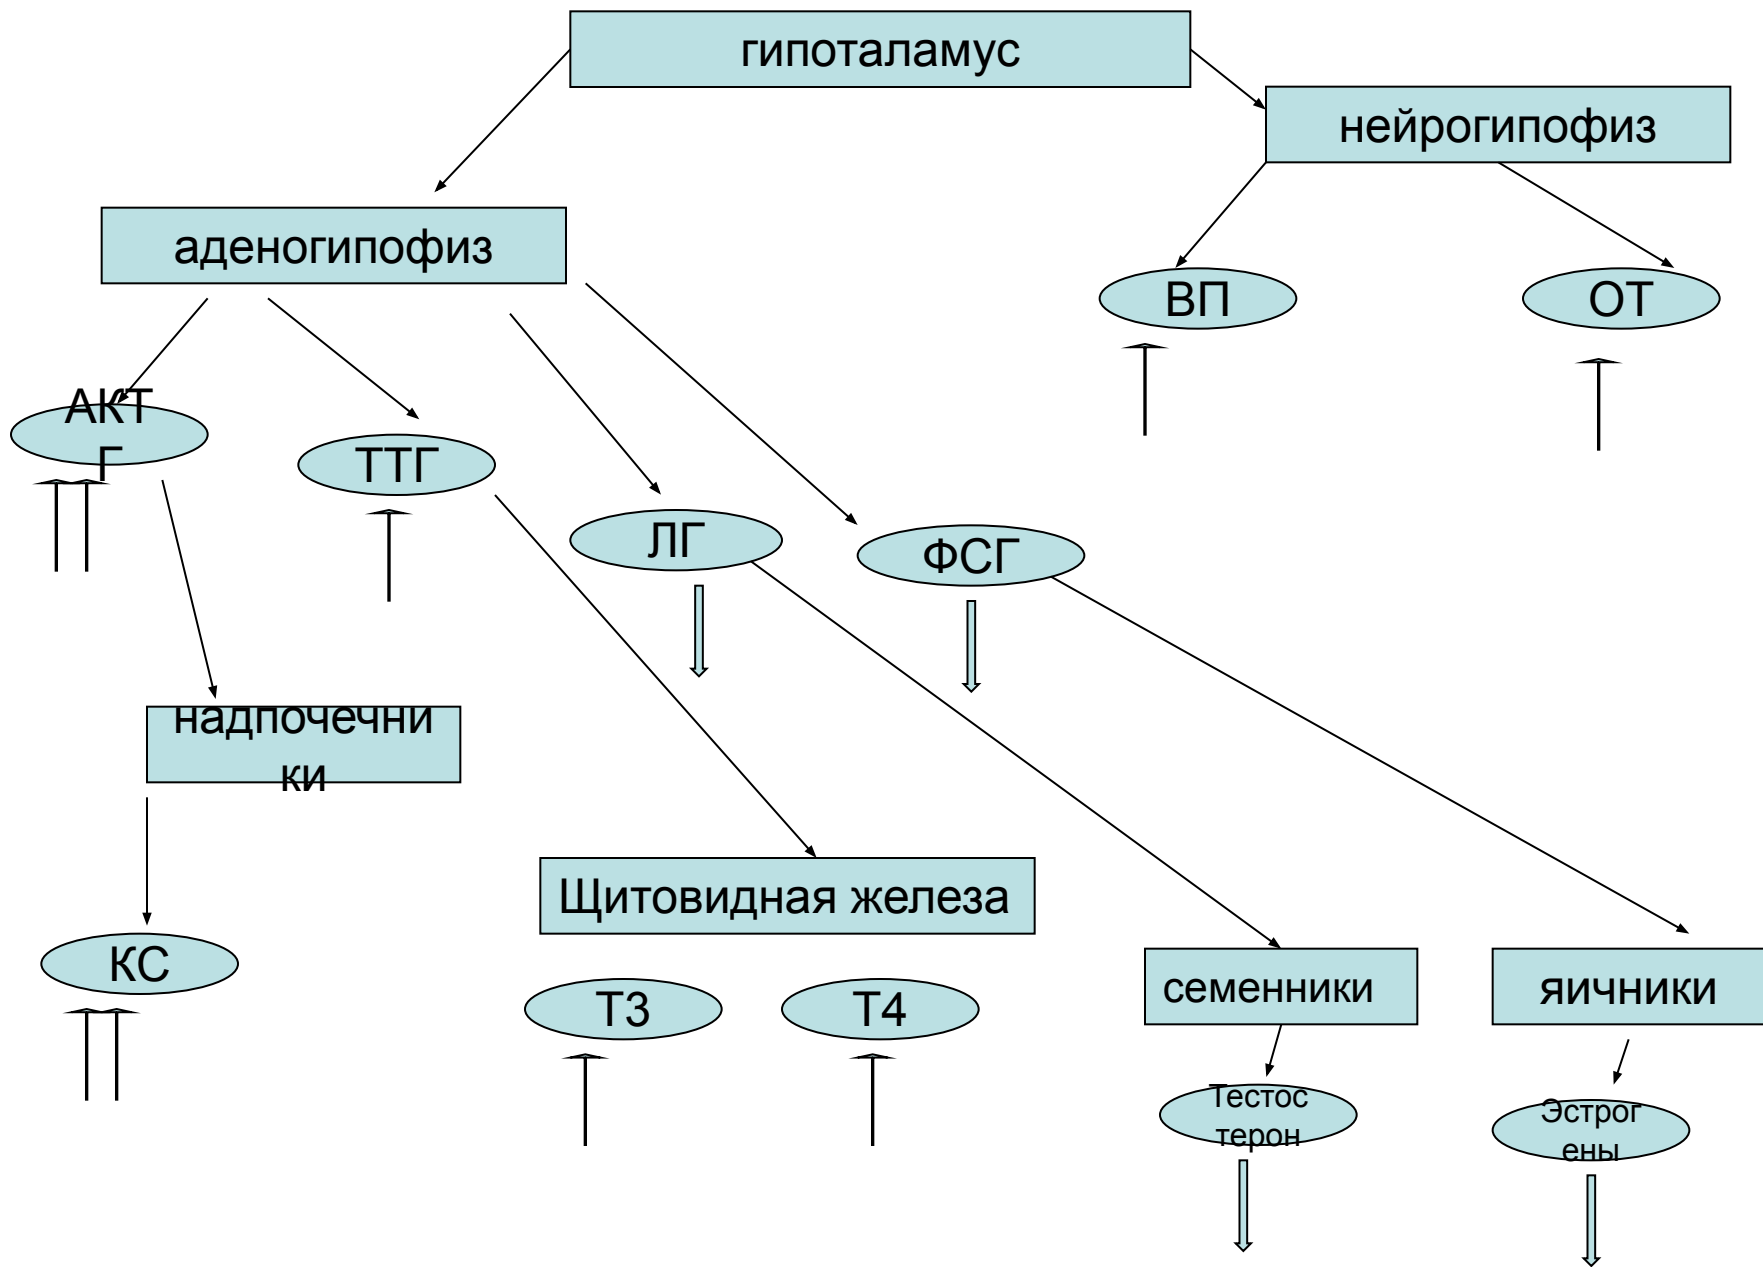 гипоталамус
нейрогипофиз
аденогипофиз
ВП
ОТ
АКТ
Г
ТТГ
ЛГ
ФСГ
надпочечни
ки
Щитовидная железа
КС
Т3
Т4
семенники
яичники
Тестос
терон
Эстрог
ены